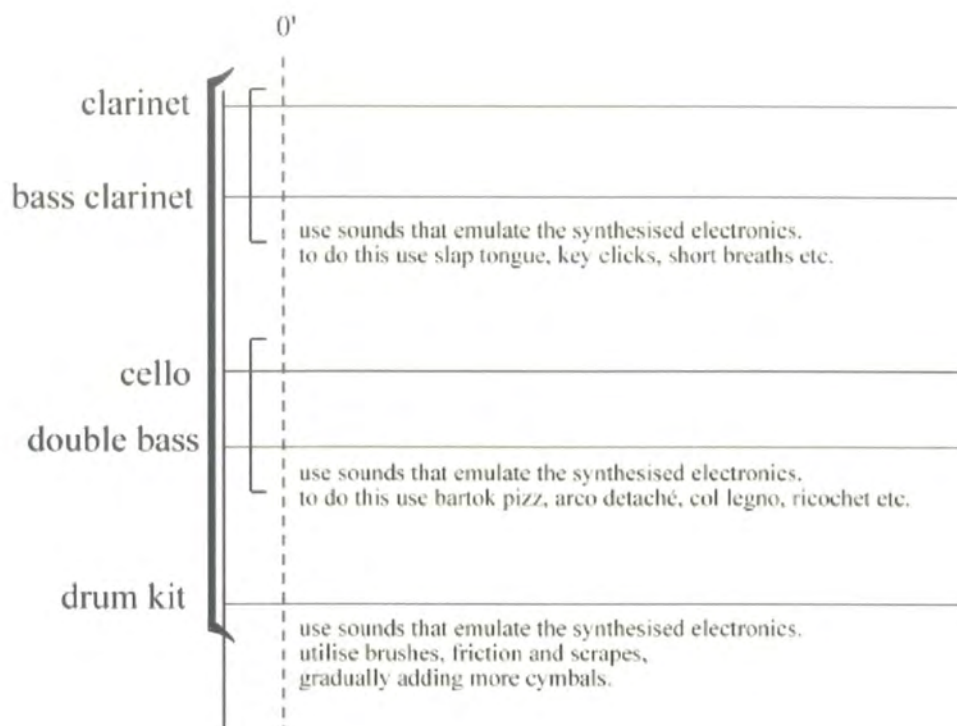 0'
clarinet
bass clarinet
use sounds that emulate the synthesised electronics.
to do this use slap tongue, key clicks, short breaths etc.
cello
double bass
use sounds that emulate the synthesised electronics.
to do this use bartok pizz, arco detaché, col legno, ricochet etc.
drum kit
use sounds that emulate the synthesised electronics.
utilise brushes, friction and scrapes,
gradually adding more cymbals.